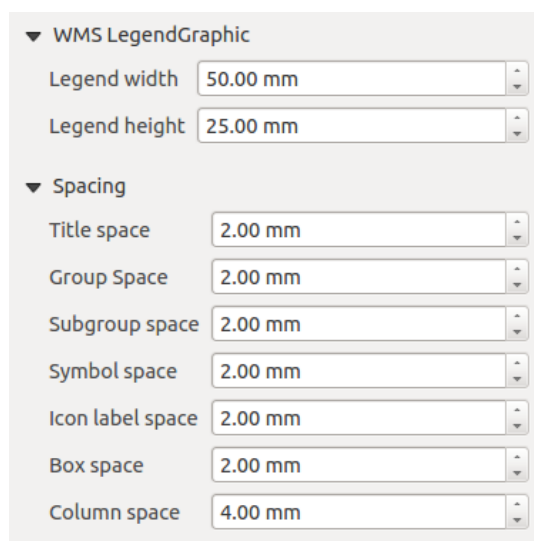 WMS LegendGraphic
Legend width 50.00 mm
Legend height 25.00 mm
Spacing
Title space 2.00 mm
Group Space 2.00 mm
Subgroup space 2.00 mm
Symbol space 2.00 mm
Icon label space 2.00 mm
Box space 2.00 mm
Column space 4.00 mm